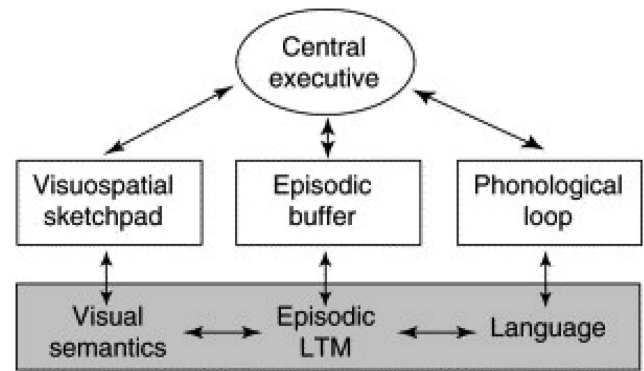 Central
executive
Visuospatial
sketchpad
Episodic
buffer
Phonological
loop
Visual
semantics
Episodic
LTM
Language